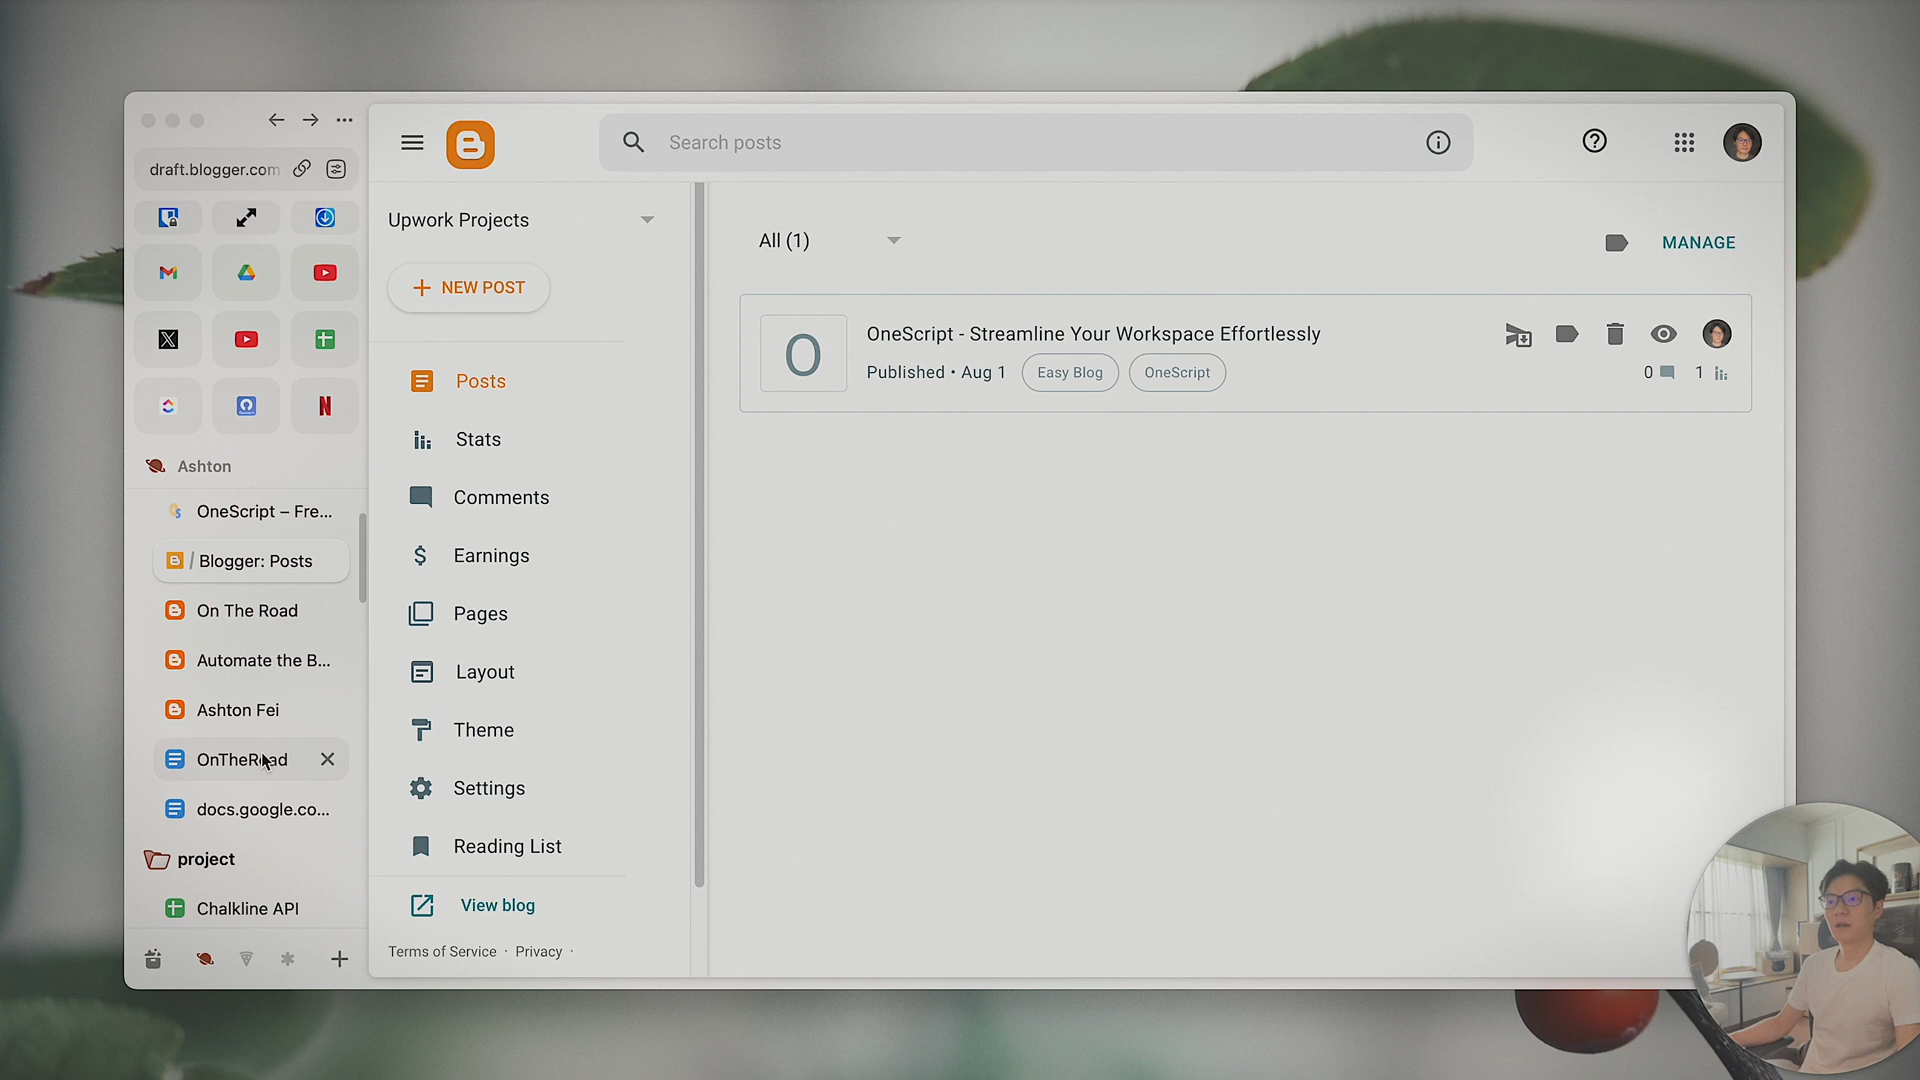 draft.blogger.com
Search posts
Upwork Projects
NEW POST
All (1)
MANAGE
O
OneScript - Streamline Your Workspace Effortlessly
Published • Aug 1
Easy Blog
OneScript
0
1
Posts
Stats
Comments
Earnings
Pages
Layout
Theme
Settings
Reading List
View blog
Terms of Service · Privacy ·
Ashton
OneScript – Fre...
/ Blogger: Posts
On The Road
Automate the B...
Ashton Fei
OnTheRoad
docs.google.co...
project
Chalkline API